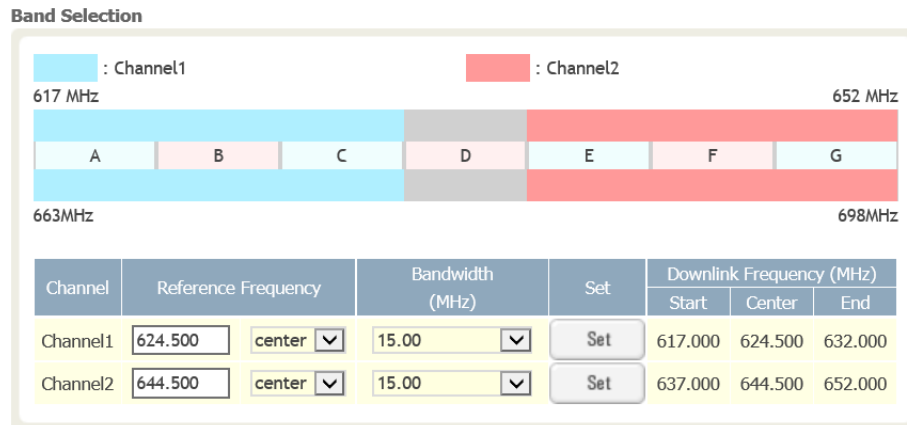 Band Selection
: Channel1 : Channel2
617 MHz 652 MHz
A B C D E F G
663MHz 698MHz
Channel Reference Frequency Bandwidth (MHz) Set Downlink Frequency (MHz)
Start Center End
Channel1 624.500 center 15.00 Set 617.000 624.500 632.000
Channel2 644.500 center 15.00 Set 637.000 644.500 652.000